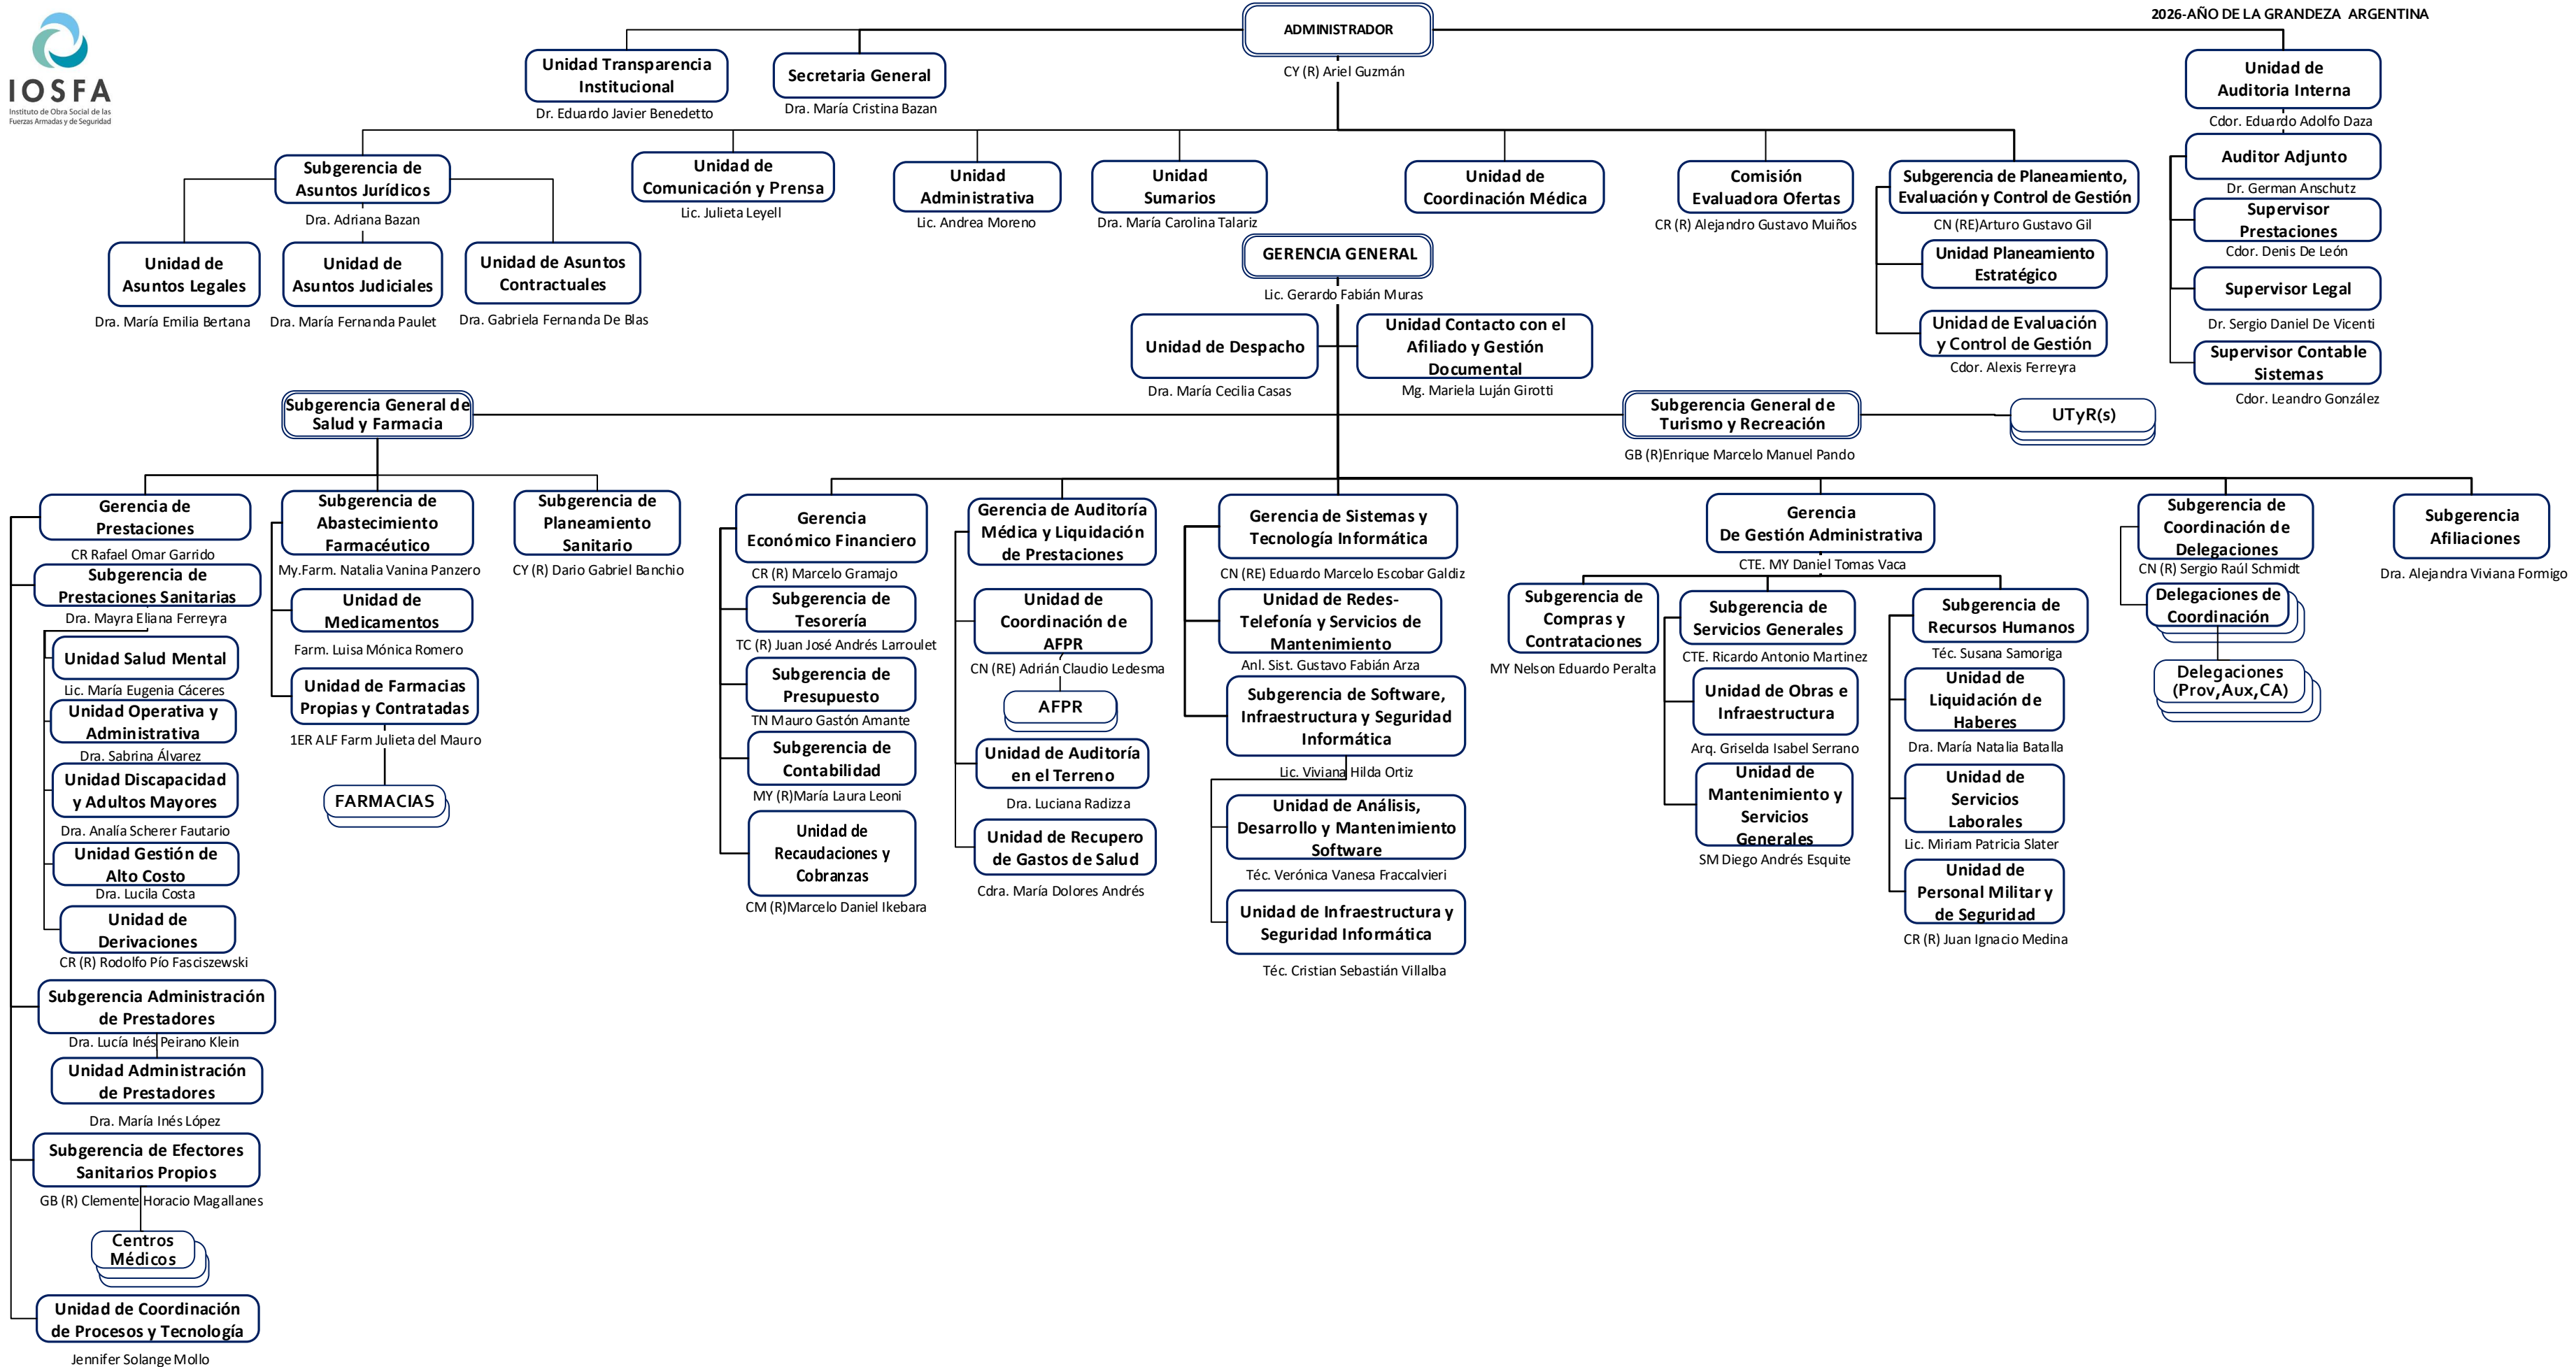 2026-AÑO DE LA GRANDEZA ARGENTINA
IOSFA
Instituto de Obra Social de las
Fuerzas Armadas y de Seguridad
ADMINISTRADOR
CY (R) Ariel Guzmán
Unidad Transparencia
Institucional
Dr. Eduardo Javier Benedetto
Secretaria General
Dra. María Cristina Bazan
Unidad de
Auditoria Interna
Cdor. Eduardo Adolfo Daza
Auditor Adjunto
Dr. German Anschutz
Supervisor
Prestaciones
Cdor. Denis De León
Supervisor Legal
Dr. Sergio Daniel De Vicenti
Supervisor Contable
Sistemas
Cdor. Leandro González
Subgerencia de
Asuntos Jurídicos
Dra. Adriana Bazan
Unidad de
Asuntos Legales
Dra. María Emilia Bertana
Unidad de
Asuntos Judiciales
Dra. María Fernanda Paulet
Unidad de Asuntos
Contractuales
Dra. Gabriela Fernanda De Blas
Unidad de
Comunicación y Prensa
Lic. Julieta Leyell
Unidad
Administrativa
Lic. Andrea Moreno
Unidad
Sumarios
Dra. María Carolina Talariz
Unidad de
Coordinación Médica
Comisión
Evaluadora Ofertas
CR (R) Alejandro Gustavo Muiños
Subgerencia de Planeamiento,
Evaluación y Control de Gestión
CN (RE)Arturo Gustavo Gil
Unidad Planeamiento
Estratégico
Unidad de Evaluación
y Control de Gestión
Cdor. Alexis Ferreyra
GERENCIA GENERAL
Lic. Gerardo Fabián Muras
Unidad de Despacho
Dra. María Cecilia Casas
Unidad Contacto con el
Afiliado y Gestión
Documental
Mg. Mariela Luján Girotti
Subgerencia General de
Salud y Farmacia
Subgerencia General de
Turismo y Recreación
GB (R)Enrique Marcelo Manuel Pando
UTyR(s)
Gerencia de
Prestaciones
CR Rafael Omar Garrido
Subgerencia de
Prestaciones Sanitarias
Dra. Mayra Eliana Ferreyra
Unidad Salud Mental
Lic. María Eugenia Cáceres
Unidad Operativa y
Administrativa
Dra. Sabrina Álvarez
Unidad Discapacidad
y Adultos Mayores
Dra. Analía Scherer Fautario
Unidad Gestión de
Alto Costo
Dra. Lucila Costa
Unidad de
Derivaciones
CR (R) Rodolfo Pío Fasciszewski
Subgerencia Administración
de Prestadores
Dra. Lucía Inés Peirano Klein
Unidad Administración
de Prestadores
Dra. María Inés López
Subgerencia de Efectores
Sanitarios Propios
GB (R) Clemente Horacio Magallanes
Centros
Médicos
Unidad de Coordinación
de Procesos y Tecnología
Jennifer Solange Mollo
Subgerencia de
Abastecimiento
Farmacéutico
My.Farm. Natalia Vanina Panzero
Unidad de
Medicamentos
Farm. Luisa Mónica Romero
Unidad de Farmacias
Propias y Contratadas
1ER ALF Farm Julieta del Mauro
FARMACIAS
Subgerencia de
Planeamiento
Sanitario
CY (R) Dario Gabriel Banchio
Gerencia
Económico Financiero
CR (R) Marcelo Gramajo
Subgerencia de
Tesorería
TC (R) Juan José Andrés Larroulet
Subgerencia de
Presupuesto
TN Mauro Gastón Amante
Subgerencia de
Contabilidad
MY (R)María Laura Leoni
Unidad de
Recaudaciones y
Cobranzas
CM (R)Marcelo Daniel Ikebara
Gerencia de Auditoría
Médica y Liquidación
de Prestaciones
Unidad de
Coordinación de
AFPR
CN (RE) Adrián Claudio Ledesma
AFPR
Unidad de Auditoría
en el Terreno
Dra. Luciana Radizza
Unidad de Recupero
de Gastos de Salud
Cdra. María Dolores Andrés
Gerencia de Sistemas y
Tecnología Informática
CN (RE) Eduardo Marcelo Escobar Galdiz
Unidad de Redes-
Telefonía y Servicios de
Mantenimiento
Anl. Sist. Gustavo Fabián Arza
Subgerencia de Software,
Infraestructura y Seguridad
Informática
Lic. Viviana Hilda Ortiz
Unidad de Análisis,
Desarrollo y Mantenimiento
Software
Téc. Verónica Vanesa Fraccalvieri
Unidad de Infraestructura y
Seguridad Informática
Téc. Cristian Sebastián Villalba
Gerencia
De Gestión Administrativa
CTE. MY Daniel Tomas Vaca
Subgerencia de
Compras y
Contrataciones
MY Nelson Eduardo Peralta
Subgerencia de
Servicios Generales
CTE. Ricardo Antonio Martinez
Unidad de Obras e
Infraestructura
Arq. Griselda Isabel Serrano
Unidad de
Mantenimiento y
Servicios
Generales
SM Diego Andrés Esquite
Subgerencia de
Recursos Humanos
Téc. Susana Samoriga
Unidad de
Liquidación de
Haberes
Dra. María Natalia Batalla
Unidad de
Servicios
Laborales
Lic. Miriam Patricia Slater
Unidad de
Personal Militar y
de Seguridad
CR (R) Juan Ignacio Medina
Subgerencia de
Coordinación de
Delegaciones
CN (R) Sergio Raúl Schmidt
Delegaciones de
Coordinación
Delegaciones
(Prov,Aux,CA)
Subgerencia
Afiliaciones
Dra. Alejandra Viviana Formigo